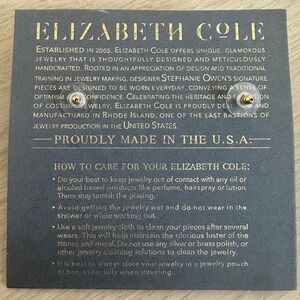 ELIZABETH COLE
ESTABLISHED IN 2005, ELIZABETH COLE OFFERS UNIQUE, GLAMOROUS
JEWELRY THAT IS THOUGHTFULLY DESIGNED AND METICULOUSLY
HANDCRAFTED. ROOTED IN AN APPRECIATION OF DESIGN AND TRADITIONAL
TRAINING IN JEWELRY MAKING, DESIGNER STEPHANIE OWEN'S SIGNATURE
PIECES ARE DESIGNED TO BE WORN EVERYDAY, CONVEYING A SENSE OF
CONFIDENCE. CELEBRATING THE HERITAGE AND
OF COSTUME JEWELRY, ELIZABETH COLE IS PROUDLY AND
MANUFACTURED IN RHODE ISLAND, ONE OF THE LAST BASTIONS OF
JEWELRY PRODUCTION IN THE UNITED STATES.
PROUDLY MADE IN THE U.S.A.
HOW TO CARE FOR YOUR ELIZABETH COLE:
• Do your best to keep jewelry out of contact with any oil or
alcohol based products like perfume, hairspray or lotion.
These may tarnish the plating.
• Avoid getting the jewelry wet and do not wear in the
shower or while working out.
• Use a soft jewelry cloth to clean your pieces after several
wears. This will help maintain the glorious luster of the
stones and metal. Do not use any silver or brass polish, or
other jewelry cleaning solutions to clean the jewelry.
• It is best to always store your jewelry in a jewelry pouch
or box, especially when traveling.